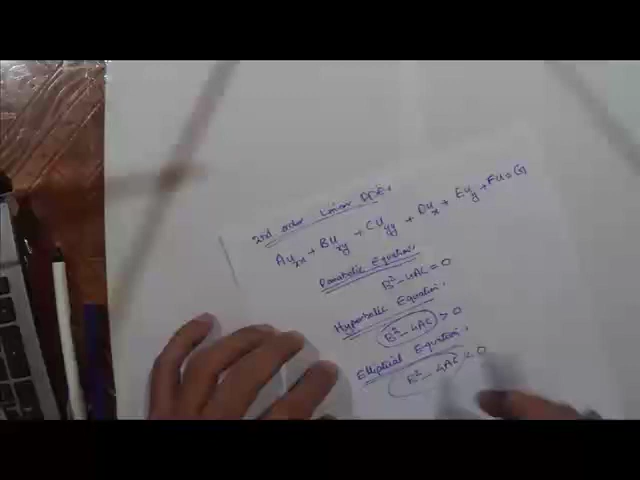 2nd order Linear PDE.
Au_xx + Bu_xy + Cu_yy + Du_x + Eu_y + Fu = G
Parabolic Equation.
B² - 4AC = 0
Hyperbolic Equation.
B² - 4AC > 0
Elliptical Equation.
B² - 4AC < 0